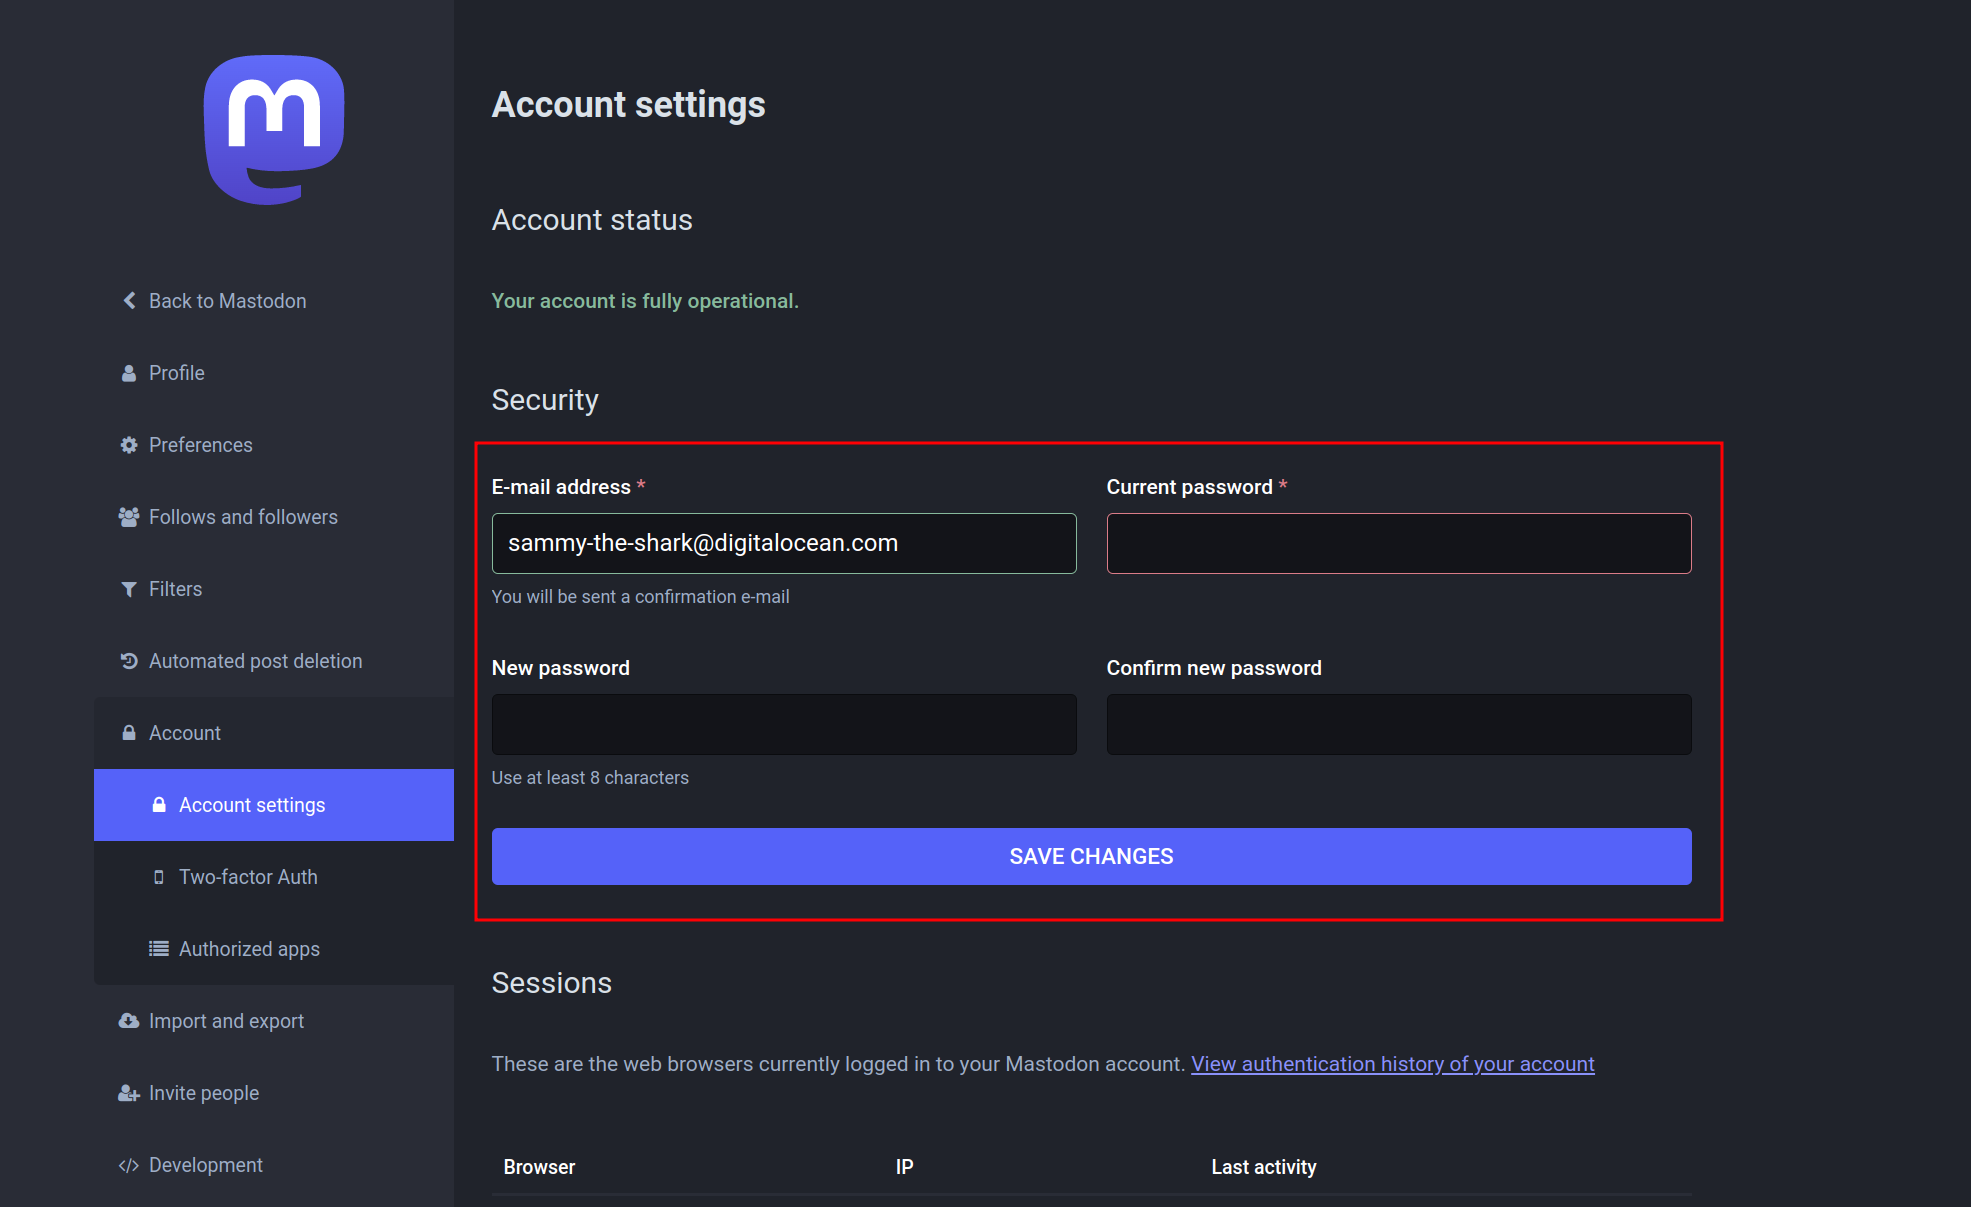 Back to Mastodon
Profile
Preferences
Follows and followers
Filters
Automated post deletion
Account
Account settings
Two-factor Auth
Authorized apps
Import and export
Invite people
Development
Account settings
Account status
Your account is fully operational.
Security
E-mail address *
Current password *
sammy-the-shark@digitalocean.com
You will be sent a confirmation e-mail
New password
Confirm new password
Use at least 8 characters
SAVE CHANGES
Sessions
These are the web browsers currently logged in to your Mastodon account. View authentication history of your account
Browser IP Last activity